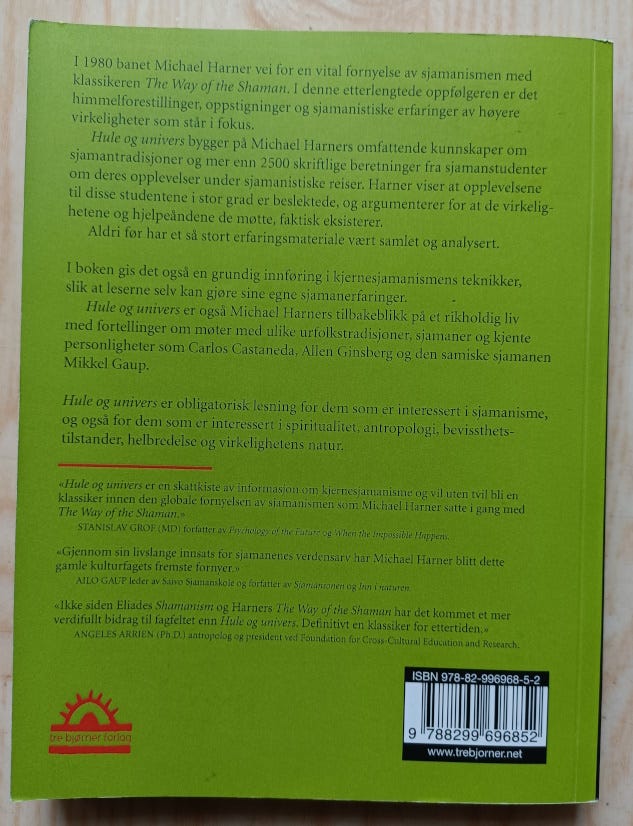 I 1980 banet Michael Harner vei for en vital fornyelse av sjamanismen med
klassikeren The Way of the Shaman. I denne etterlengtede oppfølgeren er det
himmelforestillinger, oppstigninger og sjamanistiske erfaringer av høyere
virkeligheter som står i fokus.
Hule og univers bygger på Michael Harners omfattende kunnskaper om
sjamantradisjoner og mer enn 2500 skriftlige beretninger fra sjamanstudenter
om deres opplevelser under sjamanistiske reiser. Harner viser at opplevelsene
til disse studentene i stor grad er beslektede, og argumenterer for at de virkelig-
hetene og hjelpeåndene de møtte, faktisk eksisterer.
Aldri før har et så stort erfaringsmateriale vært samlet og analysert.
I boken gis det også en grundig innføring i kjernesjamanismens teknikker,
slik at leserne selv kan gjøre sine egne sjamanerfaringer.
Hule og univers er også Michael Harners tilbakeblikk på et rikholdig liv
med fortellinger om møter med ulike urfolkstradisjoner, sjamaner og kjente
personligheter som Carlos Castaneda, Allen Ginsberg og den samiske sjamanen
Mikkel Gaup.
Hule og univers er obligatorisk lesning for dem som er interessert i sjamanisme,
og også for dem som er interessert i spiritualitet, antropologi, bevissthets-
tilstander, helbredelse og virkelighetens natur.
«Hule og univers er en skattkiste av informasjon om kjernesjamanisme og vil uten tvil bli en
klassiker innen den globale fornyelsen av sjamanismen som Michael Harner satte i gang med
The Way of the Shaman.»
STANISLAV GROF (MD) forfatter av Psychology of the Future og When the Impossible Happens.
«Gjennom sin livslange innsats for sjamanenes verdensarv har Michael Harner blitt dette
gamle kulturfagets fremste fornyer.»
AILO GAUP leder av Saivo Sjamanskole og forfatter av Sjamansonen og Inn i naturen.
«Ikke siden Eliades Shamanism og Harners The Way of the Shaman har det kommet et mer
verdifullt bidrag til fagfeltet enn Hule og univers. Definitivt en klassiker for ettertiden.»
ANGELES ARRIEN (Ph.D.) antropolog og president ved Foundation for Cross-Cultural Education and Research.
ISBN 978-82-996968-5-2
9 788299 696852
www.trebjorner.net
tre bjørner forlag